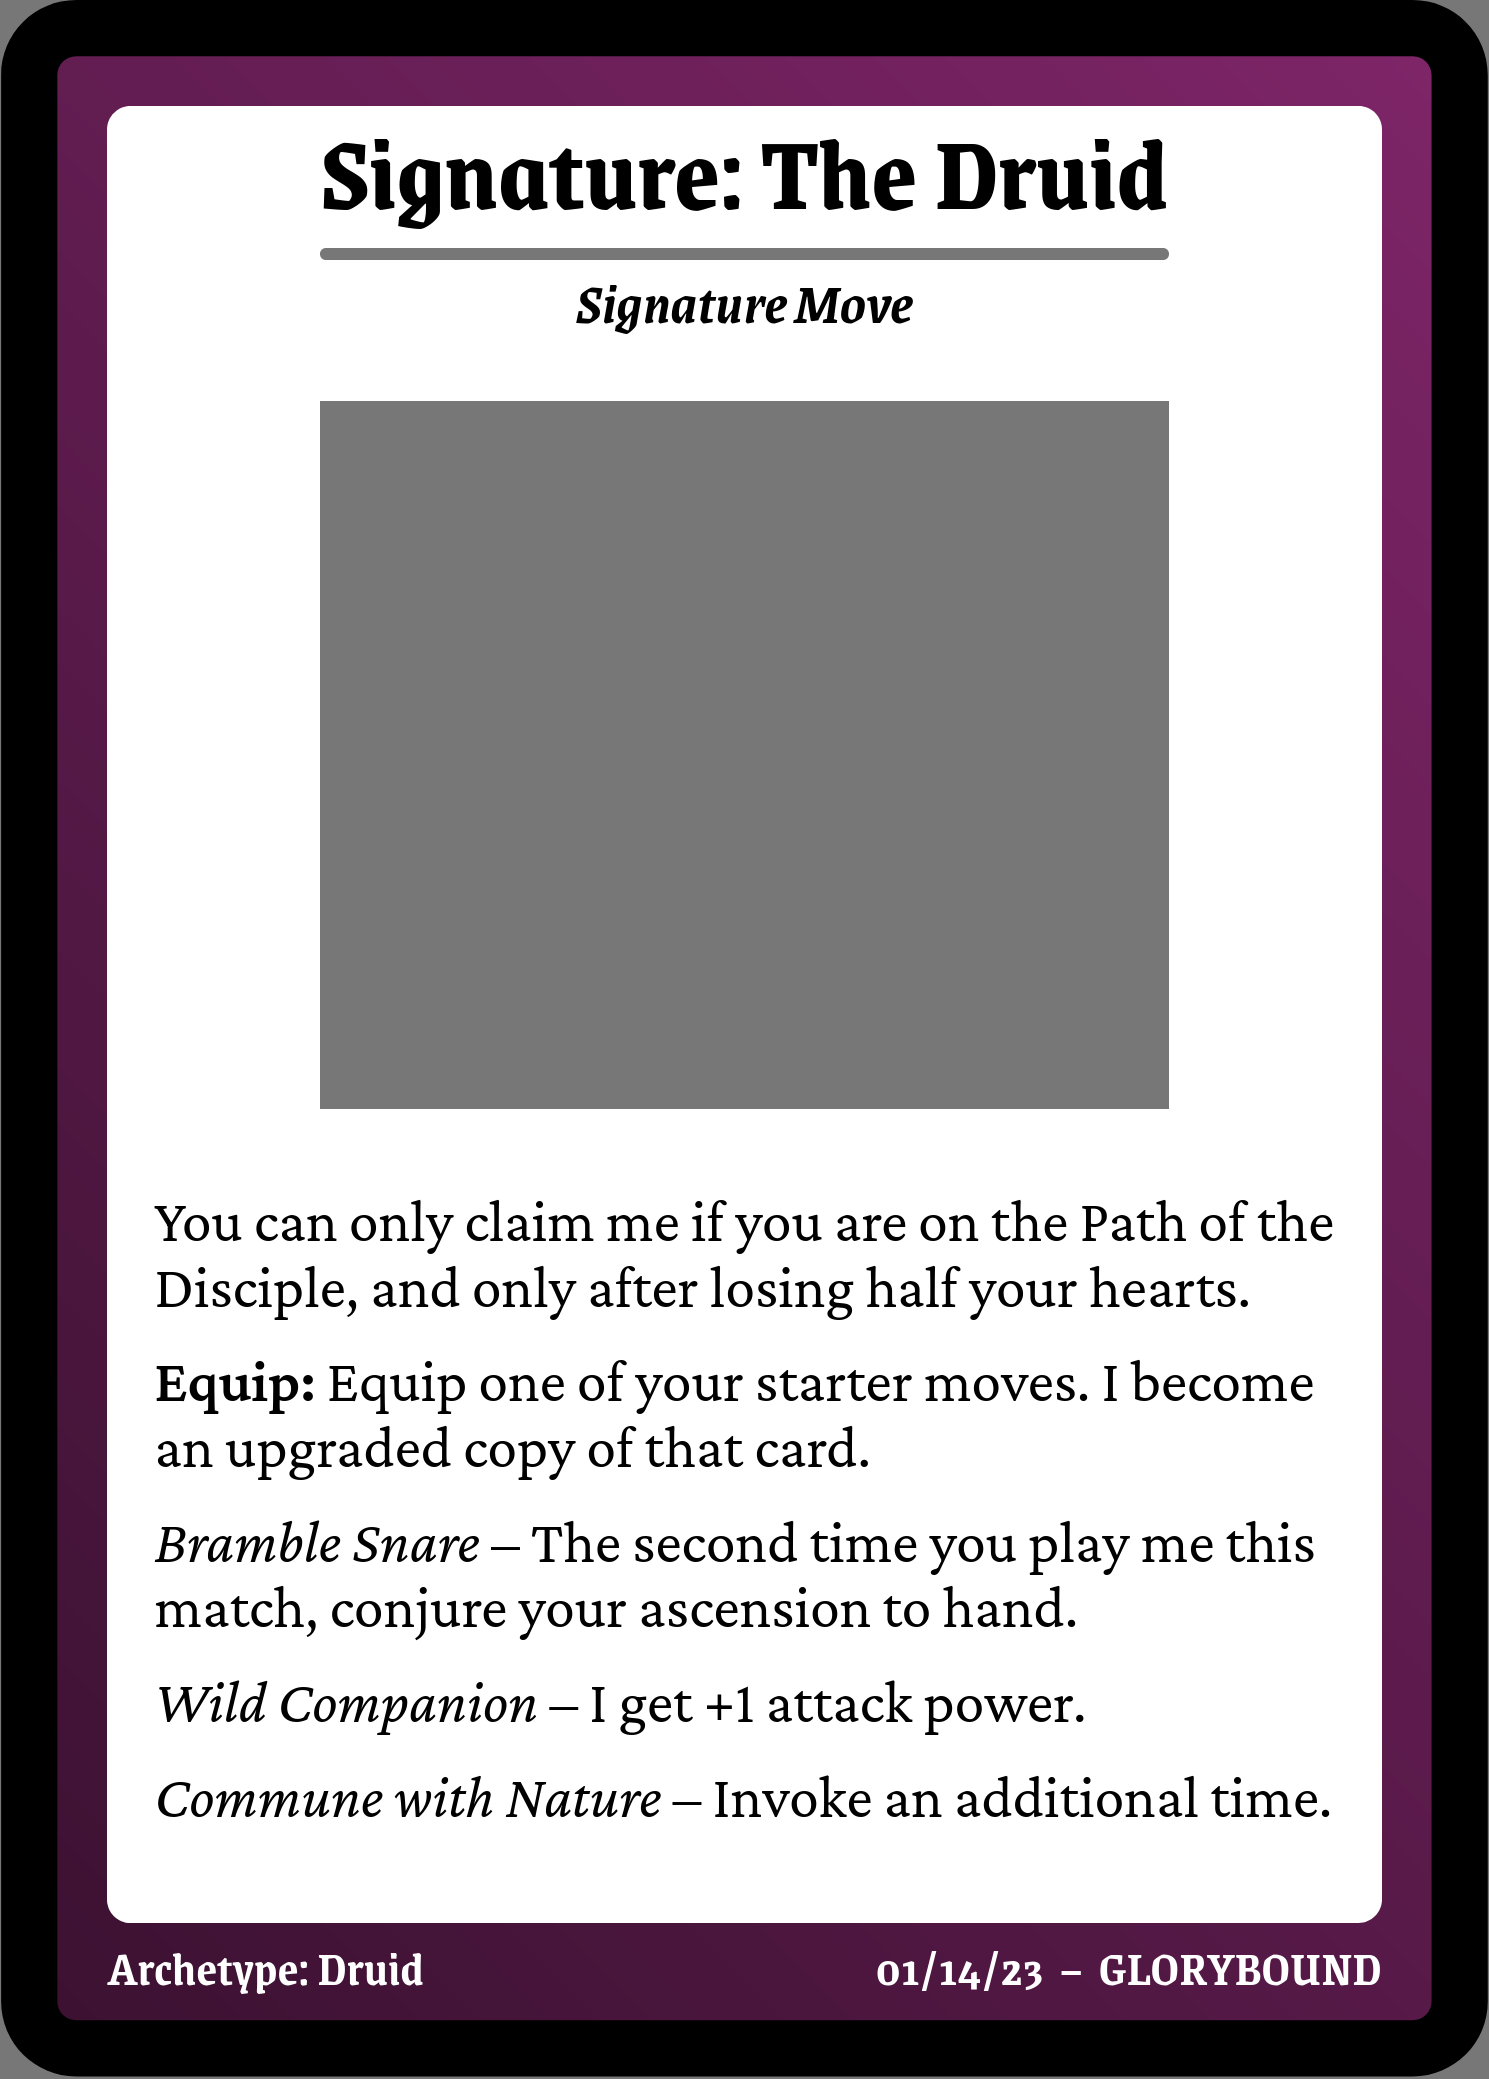 Signature: The Druid
Signature Move
You can only claim me if you are on the Path of the
Disciple, and only after losing half your hearts.
Equip: Equip one of your starter moves. I become
an upgraded copy of that card.
Bramble Snare – The second time you play me this
match, conjure your ascension to hand.
Wild Companion – I get +1 attack power.
Commune with Nature – Invoke an additional time.
Archetype: Druid
01/14/23 – GLORYBOUND